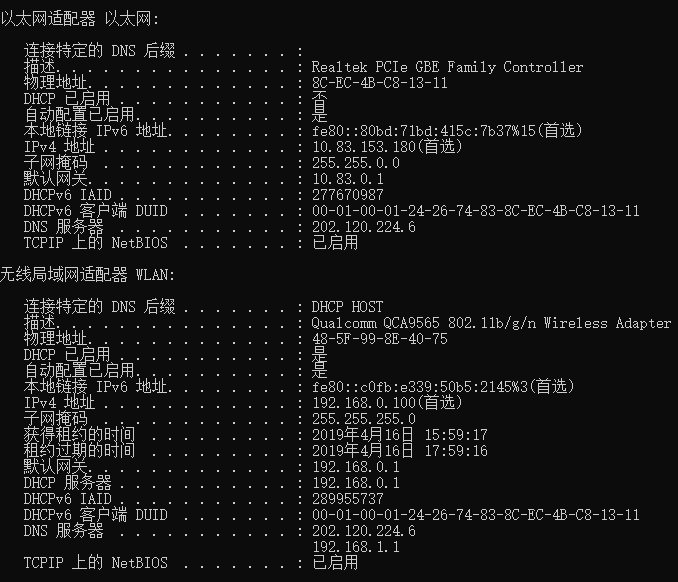 以太网适配器 以太网:
连接特定的 DNS 后缀 . . . . . . . :
描述. . . . . . . . . . . . . . . : Realtek PCIe GBE Family Controller
物理地址. . . . . . . . . . . . . : 8C-EC-4B-C8-13-11
DHCP 已启用 . . . . . . . . . . . : 否
自动配置已启用. . . . . . . . . . : 是
本地链接 IPv6 地址. . . . . . . . : fe80::80bd:71bd:415c:7b37%15(首选)
IPv4 地址 . . . . . . . . . . . . : 10.83.153.180(首选)
子网掩码  . . . . . . . . . . . . : 255.255.0.0
默认网关. . . . . . . . . . . . . : 10.83.0.1
DHCPv6 IAID . . . . . . . . . . . : 277670987
DHCPv6 客户端 DUID  . . . . . . . : 00-01-00-01-24-26-74-83-8C-EC-4B-C8-13-11
DNS 服务器  . . . . . . . . . . . : 202.120.224.6
TCPIP 上的 NetBIOS  . . . . . . . : 已启用
无线局域网适配器 WLAN:
连接特定的 DNS 后缀 . . . . . . . : DHCP HOST
描述. . . . . . . . . . . . . . . : Qualcomm QCA9565 802.11b/g/n Wireless Adapter
物理地址. . . . . . . . . . . . . : 48-5F-99-8E-40-75
DHCP 已启用 . . . . . . . . . . . : 是
自动配置已启用. . . . . . . . . . : 是
本地链接 IPv6 地址. . . . . . . . : fe80::c0fb:e339:50b5:2145%3(首选)
IPv4 地址 . . . . . . . . . . . . : 192.168.0.100(首选)
子网掩码  . . . . . . . . . . . . : 255.255.255.0
获得租约的时间  . . . . . . . . . : 2019年4月16日 15:59:17
租约过期的时间  . . . . . . . . . : 2019年4月16日 17:59:16
默认网关. . . . . . . . . . . . . : 192.168.0.1
DHCP 服务器 . . . . . . . . . . . : 192.168.0.1
DHCPv6 IAID . . . . . . . . . . . : 289955737
DHCPv6 客户端 DUID  . . . . . . . : 00-01-00-01-24-26-74-83-8C-EC-4B-C8-13-11
DNS 服务器  . . . . . . . . . . . : 202.120.224.6
192.168.1.1
TCPIP 上的 NetBIOS  . . . . . . . : 已启用